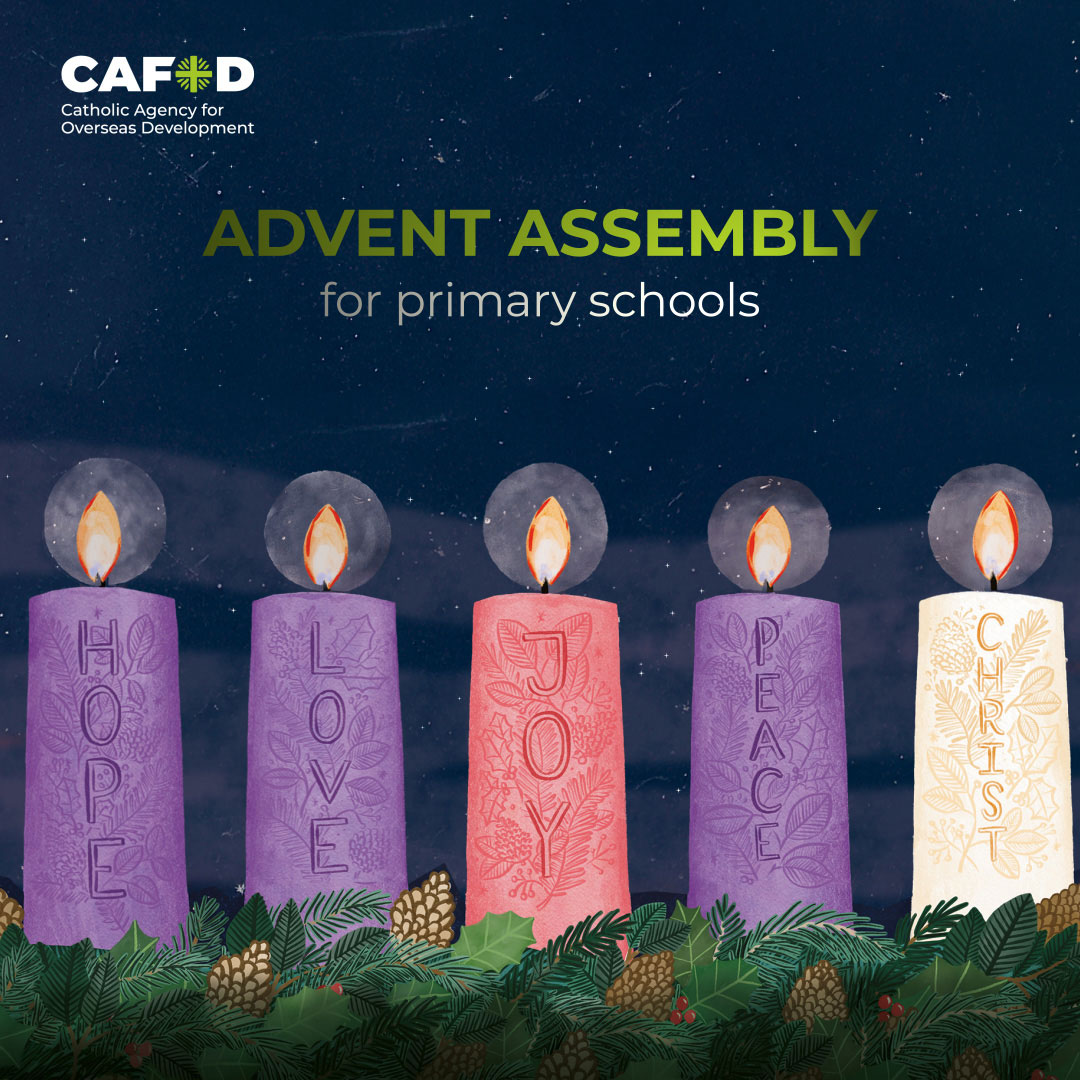 CAFOD
Catholic Agency for
Overseas Development
ADVENT ASSEMBLY
for primary schools
HOPE
LOVE
JOY
PEACE
CHRIST